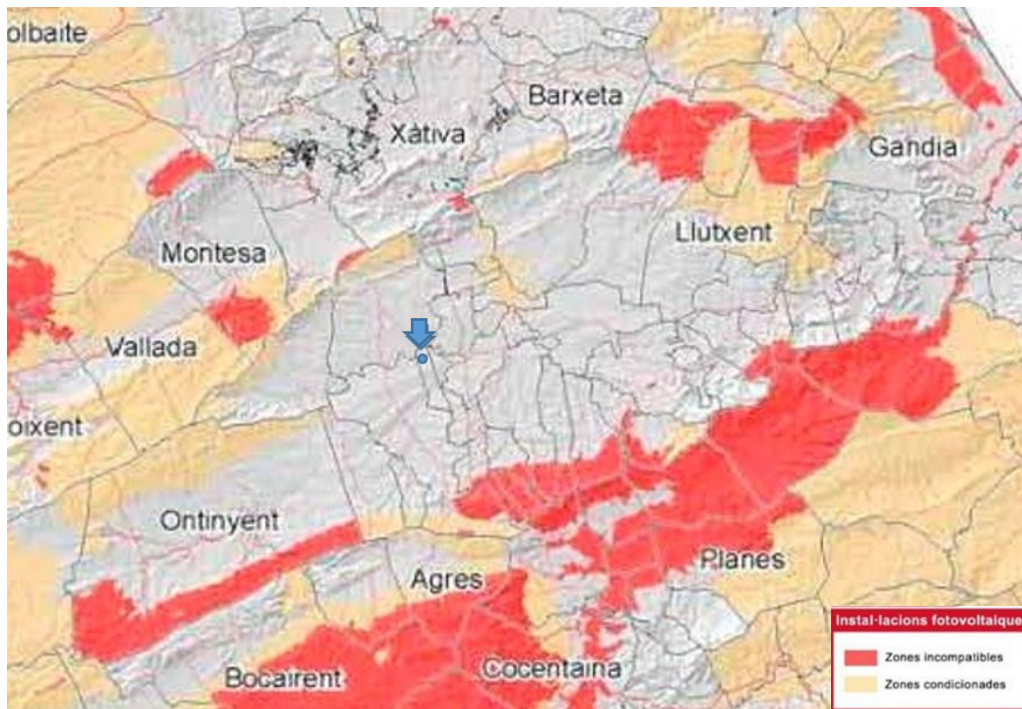 olbaite
Barxeta
Xàtiva
Gandia
Llutxent
Montesa
Vallada
oixent
Ontinyent
Planes
Agres
Bocairent
Cocentaina
Instal·lacions fotovoltaique
Zones incompatibles
Zones condicionades